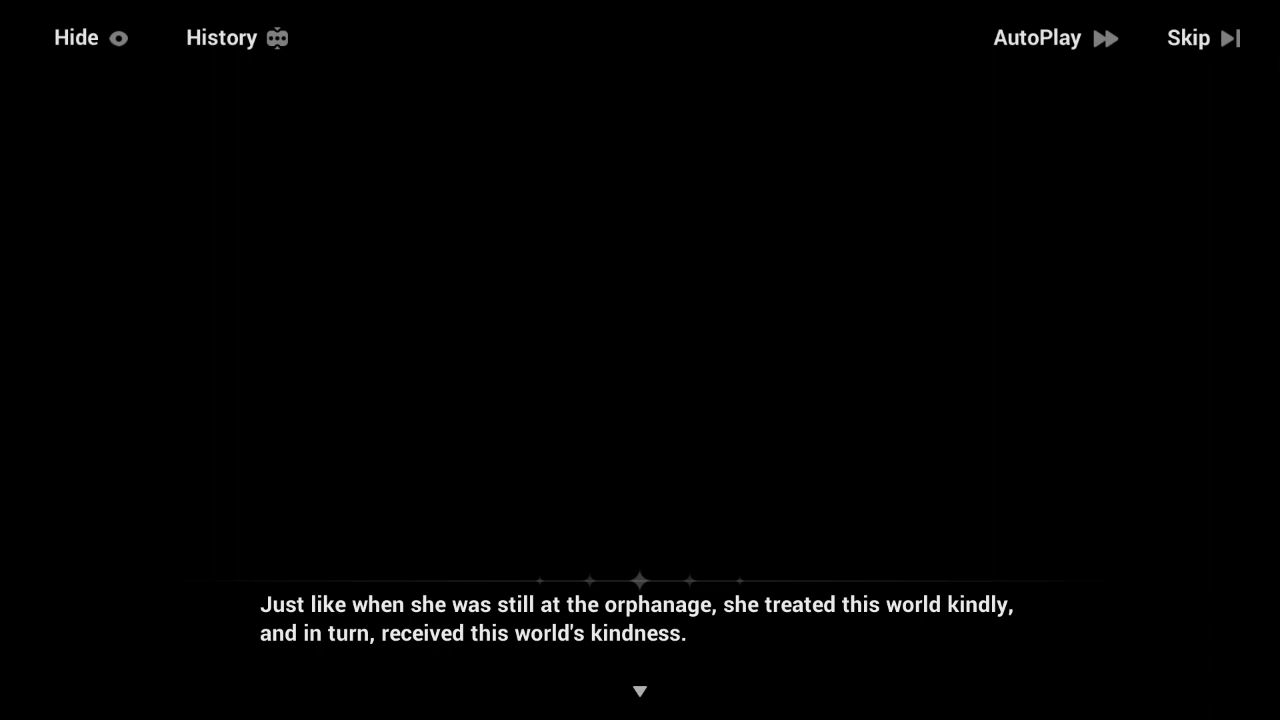 Hide
History
AutoPlay
Skip
Just like when she was still at the orphanage, she treated this world kindly,
and in turn, received this world's kindness.